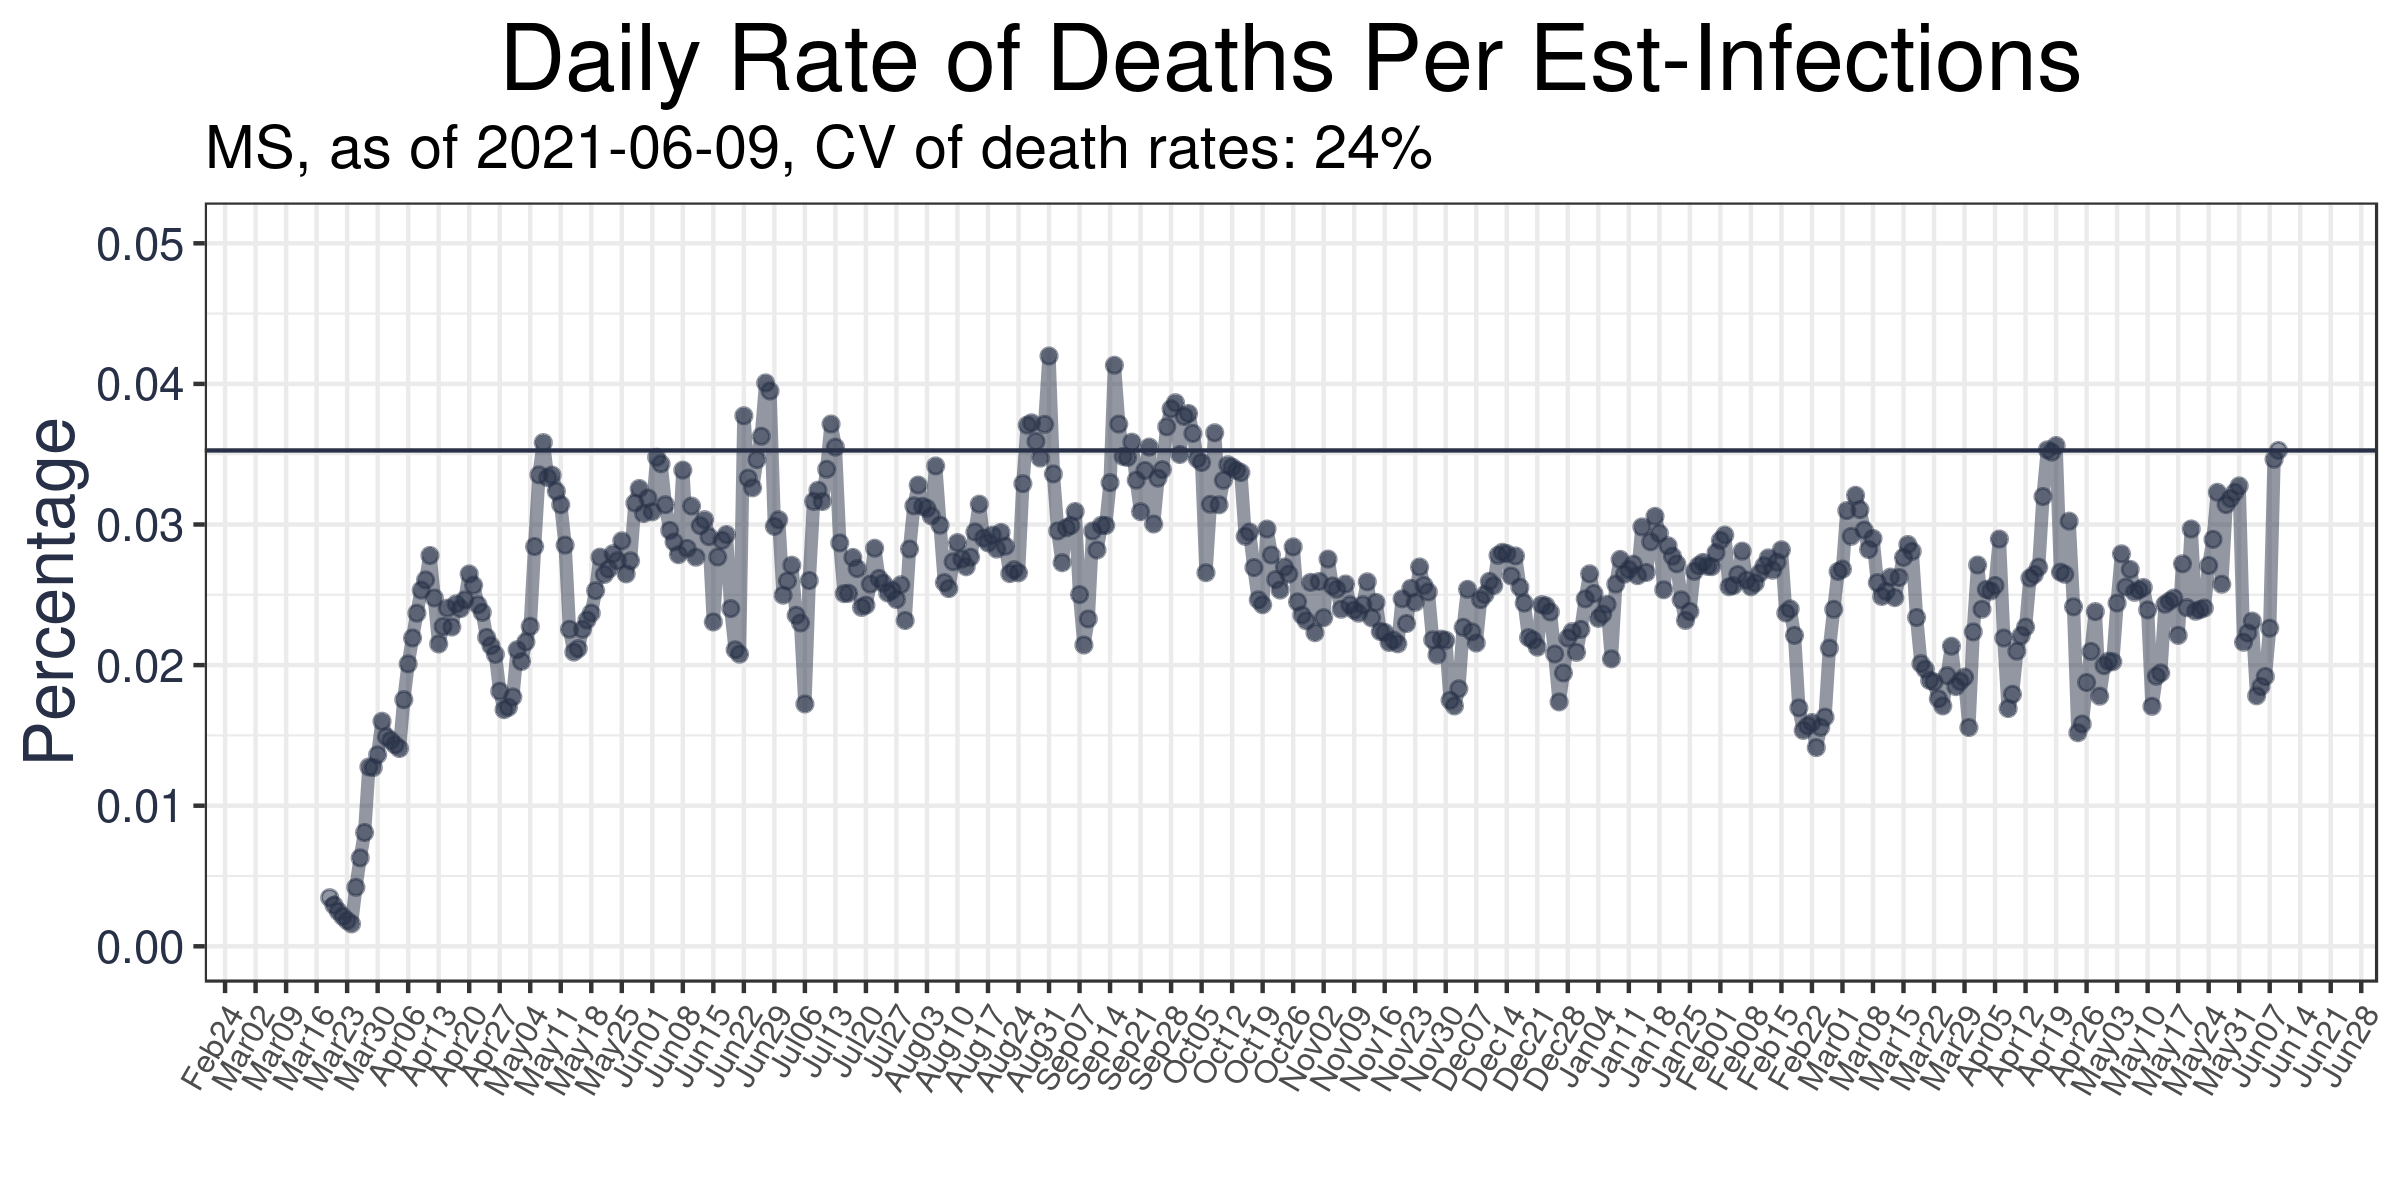 Daily Rate of Deaths Per Est-Infections
MS, as of 2021-06-09, CV of death rates: 24%
Percentage
0.05
0.04
0.03
0.02
0.01
0.00
Feb24
Mar02
Mar09
Mar16
Mar23
Mar30
Apr06
Apr13
Apr20
Apr27
May04
May11
May18
May25
Jun01
Jun08
Jun15
Jun22
Jun29
Jul06
Jul13
Jul20
Jul27
Aug03
Aug10
Aug17
Aug24
Aug31
Sep07
Sep14
Sep21
Sep28
Oct05
Oct12
Oct19
Oct26
Nov02
Nov09
Nov16
Nov23
Nov30
Dec07
Dec14
Dec21
Dec28
Jan04
Jan11
Jan18
Jan25
Feb01
Feb08
Feb15
Feb22
Mar01
Mar08
Mar15
Mar22
Mar29
Apr05
Apr12
Apr19
Apr26
May03
May10
May17
May24
May31
Jun07
Jun14
Jun21
Jun28